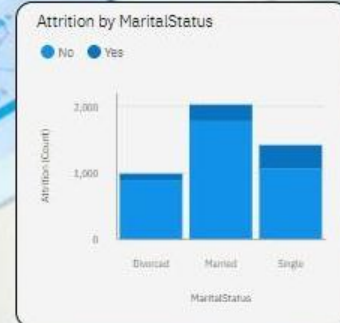 Attrition by MaritalStatus
No Yes
2,000
1,000
0
Attrition (Count)
Divorced Married Single
MaritalStatus